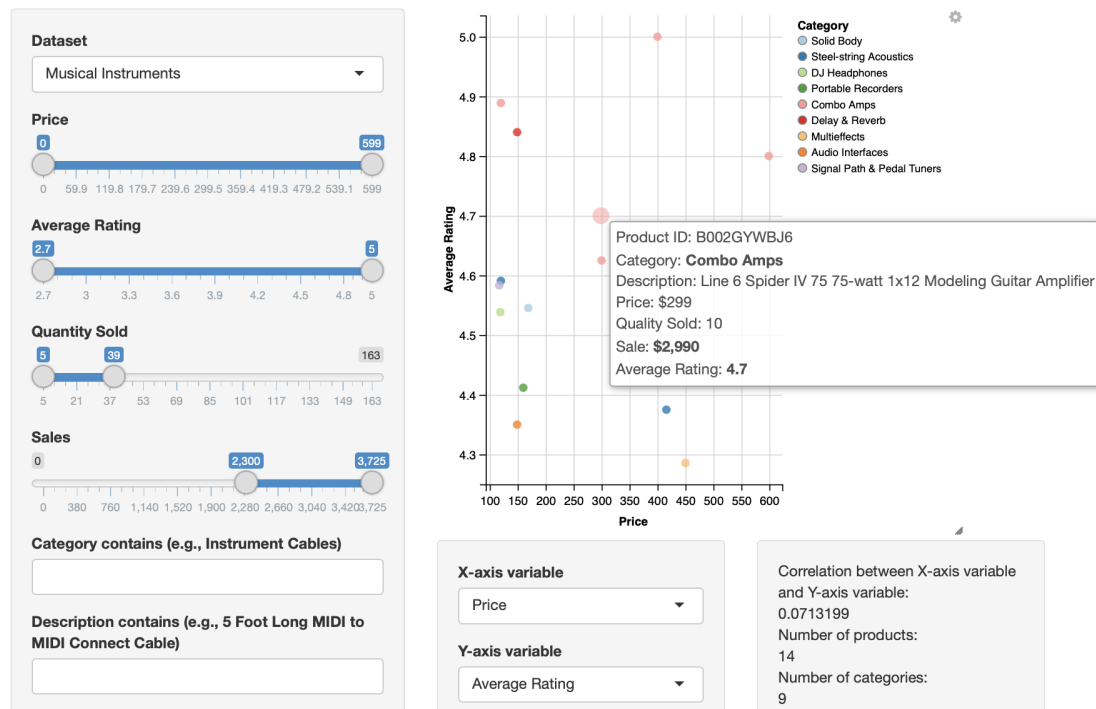 Dataset
Musical Instruments
Price
0 599
0 59.9 119.8 179.7 239.6 299.5 359.4 419.3 479.2 539.1 599
Average Rating
2.7 5
2.7 3 3.3 3.6 3.9 4.2 4.5 4.8 5
Quantity Sold
5 39 163
5 21 37 53 69 85 101 117 133 149 163
Sales
0 2,300 3,725
0 380 760 1,140 1,520 1,900 2,280 2,660 3,040 3,420 3,725
Category contains (e.g., Instrument Cables)
Description contains (e.g., 5 Foot Long MIDI to
MIDI Connect Cable)
Average Rating
5.0
4.9
4.8
4.7
4.6
4.5
4.4
4.3
100 150 200 250 300 350 400 450 500 550 600
Price
Category
Solid Body
Steel-string Acoustics
DJ Headphones
Portable Recorders
Combo Amps
Delay & Reverb
Multieffects
Audio Interfaces
Signal Path & Pedal Tuners
Product ID: B002GYWBJ6
Category: Combo Amps
Description: Line 6 Spider IV 75 75-watt 1x12 Modeling Guitar Amplifier
Price: $299
Quality Sold: 10
Sale: $2,990
Average Rating: 4.7
X-axis variable
Price
Y-axis variable
Average Rating
Correlation between X-axis variable
and Y-axis variable:
0.0713199
Number of products:
14
Number of categories:
9